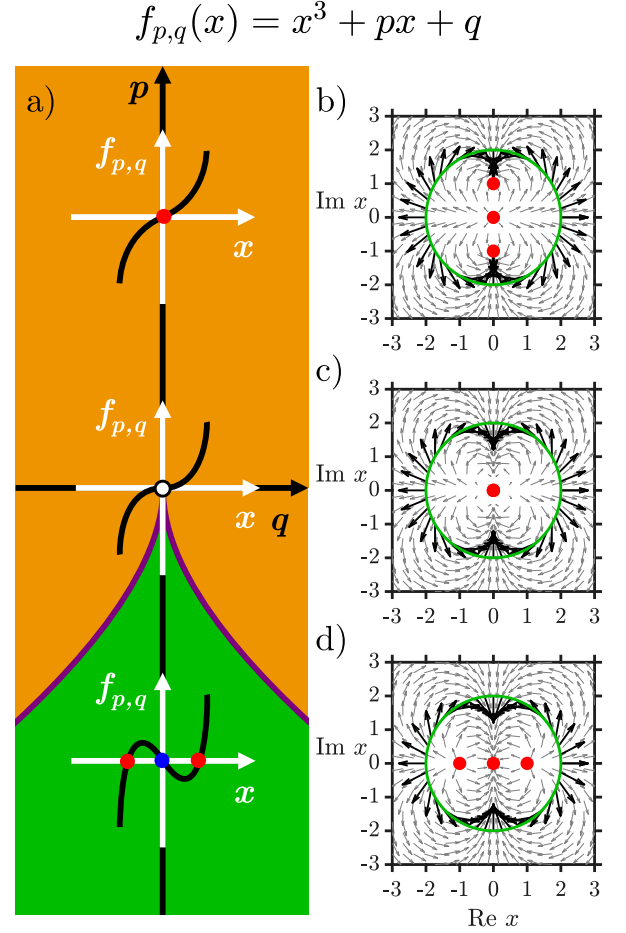 f_{p,q}(x) = x^3 + px + q
a)
p
f_{p,q}
x
f_{p,q}
x
q
f_{p,q}
x
b)
3
2
1
Im x 0
-1
-2
-3
-3 -2 -1 0 1 2 3
c)
3
2
Im x 1
0
-1
-2
-3
-3 -2 -1 0 1 2 3
d)
3
2
Im x 1
0
-1
-2
-3
-3 -2 -1 0 1 2 3
Re x